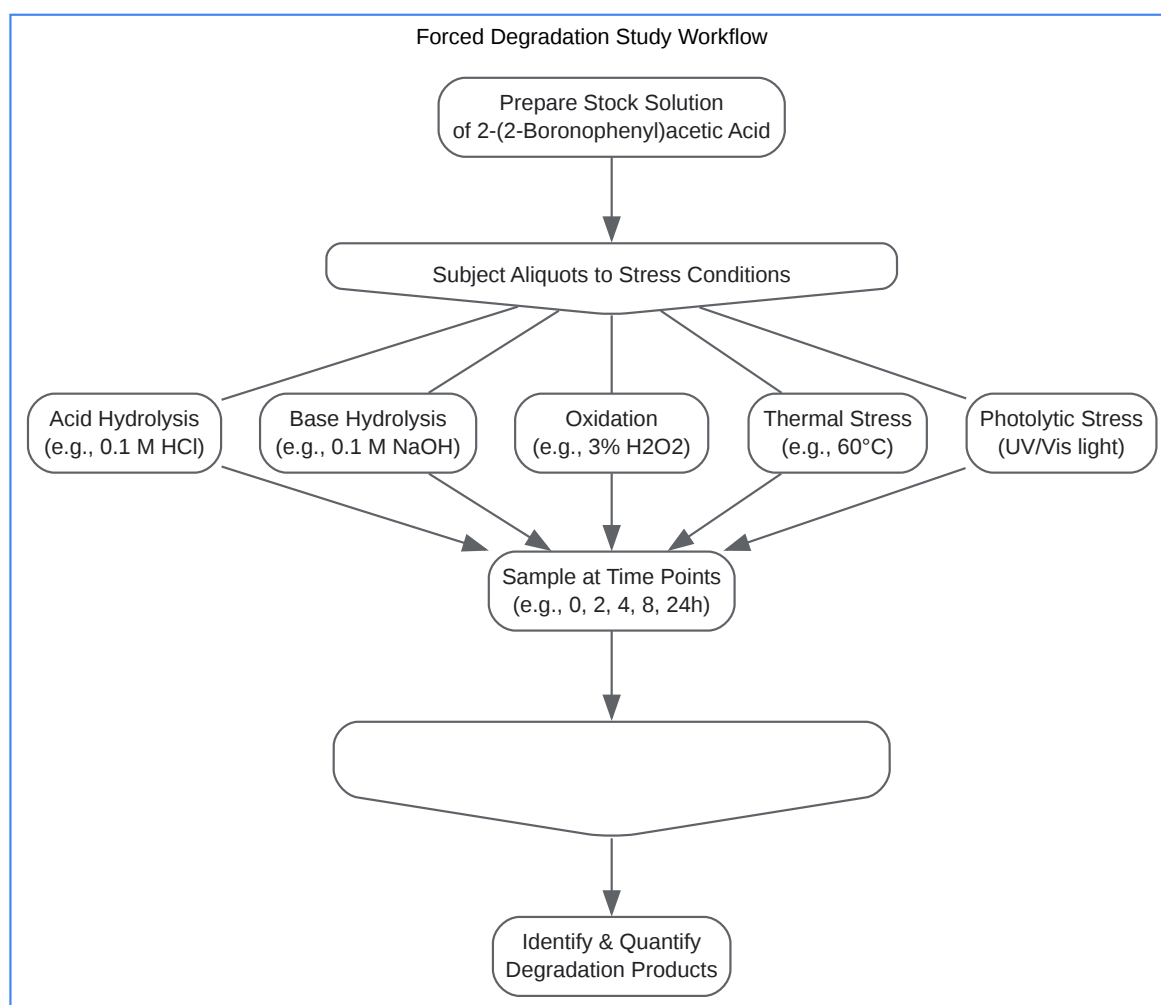 Forced Degradation Study Workflow
Prepare Stock Solution
of 2-(2-Boronophenyl)acetic Acid
Subject Aliquots to Stress Conditions
Acid Hydrolysis
(e.g., 0.1 M HCl)
Base Hydrolysis
(e.g., 0.1 M NaOH)
Oxidation
(e.g., 3% H2O2)
Thermal Stress
(e.g., 60°C)
Photolytic Stress
(UV/Vis light)
Sample at Time Points
(e.g., 0, 2, 4, 8, 24h)
Identify & Quantify
Degradation Products